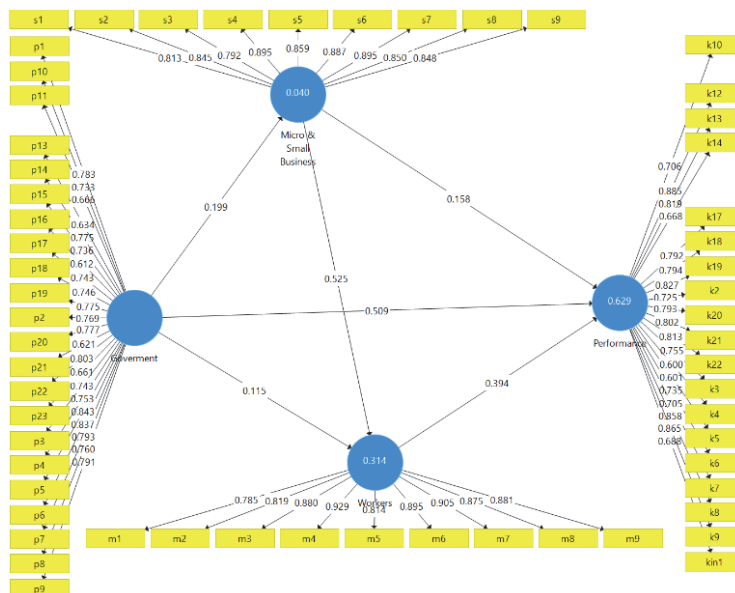 s1 s2 s3 s4 s5 s6 s7 s8 s9
0.813 0.845 0.792 0.895 0.859 0.887 0.895 0.850 0.848
0.040
Micro &
Small
Business
p1
p10
p11
p13
p14
p15
p16
p17
p18
p19
p2
p20
p21
p22
p23
p3
p4
p5
p6
p7
p8
p9
0.783
0.733
0.666
0.634
0.775
0.736
0.612
0.743
0.746
0.775
0.769
0.777
0.621
0.803
0.661
0.743
0.753
0.843
0.837
0.793
0.760
0.791
Goverment
0.199
0.158
0.525
0.509
0.115
0.394
0.629
Performance
0.706
0.885
0.819
0.668
0.792
0.794
0.827
0.725
0.793
0.802
0.813
0.755
0.600
0.601
0.735
0.705
0.858
0.865
0.688
k10
k12
k13
k14
k17
k18
k19
k2
k20
k21
k22
k3
k4
k5
k6
k7
k8
k9
kin1
0.314
Workers
0.785 0.819 0.880 0.929 0.814 0.895 0.905 0.875 0.881
m1 m2 m3 m4 m5 m6 m7 m8 m9